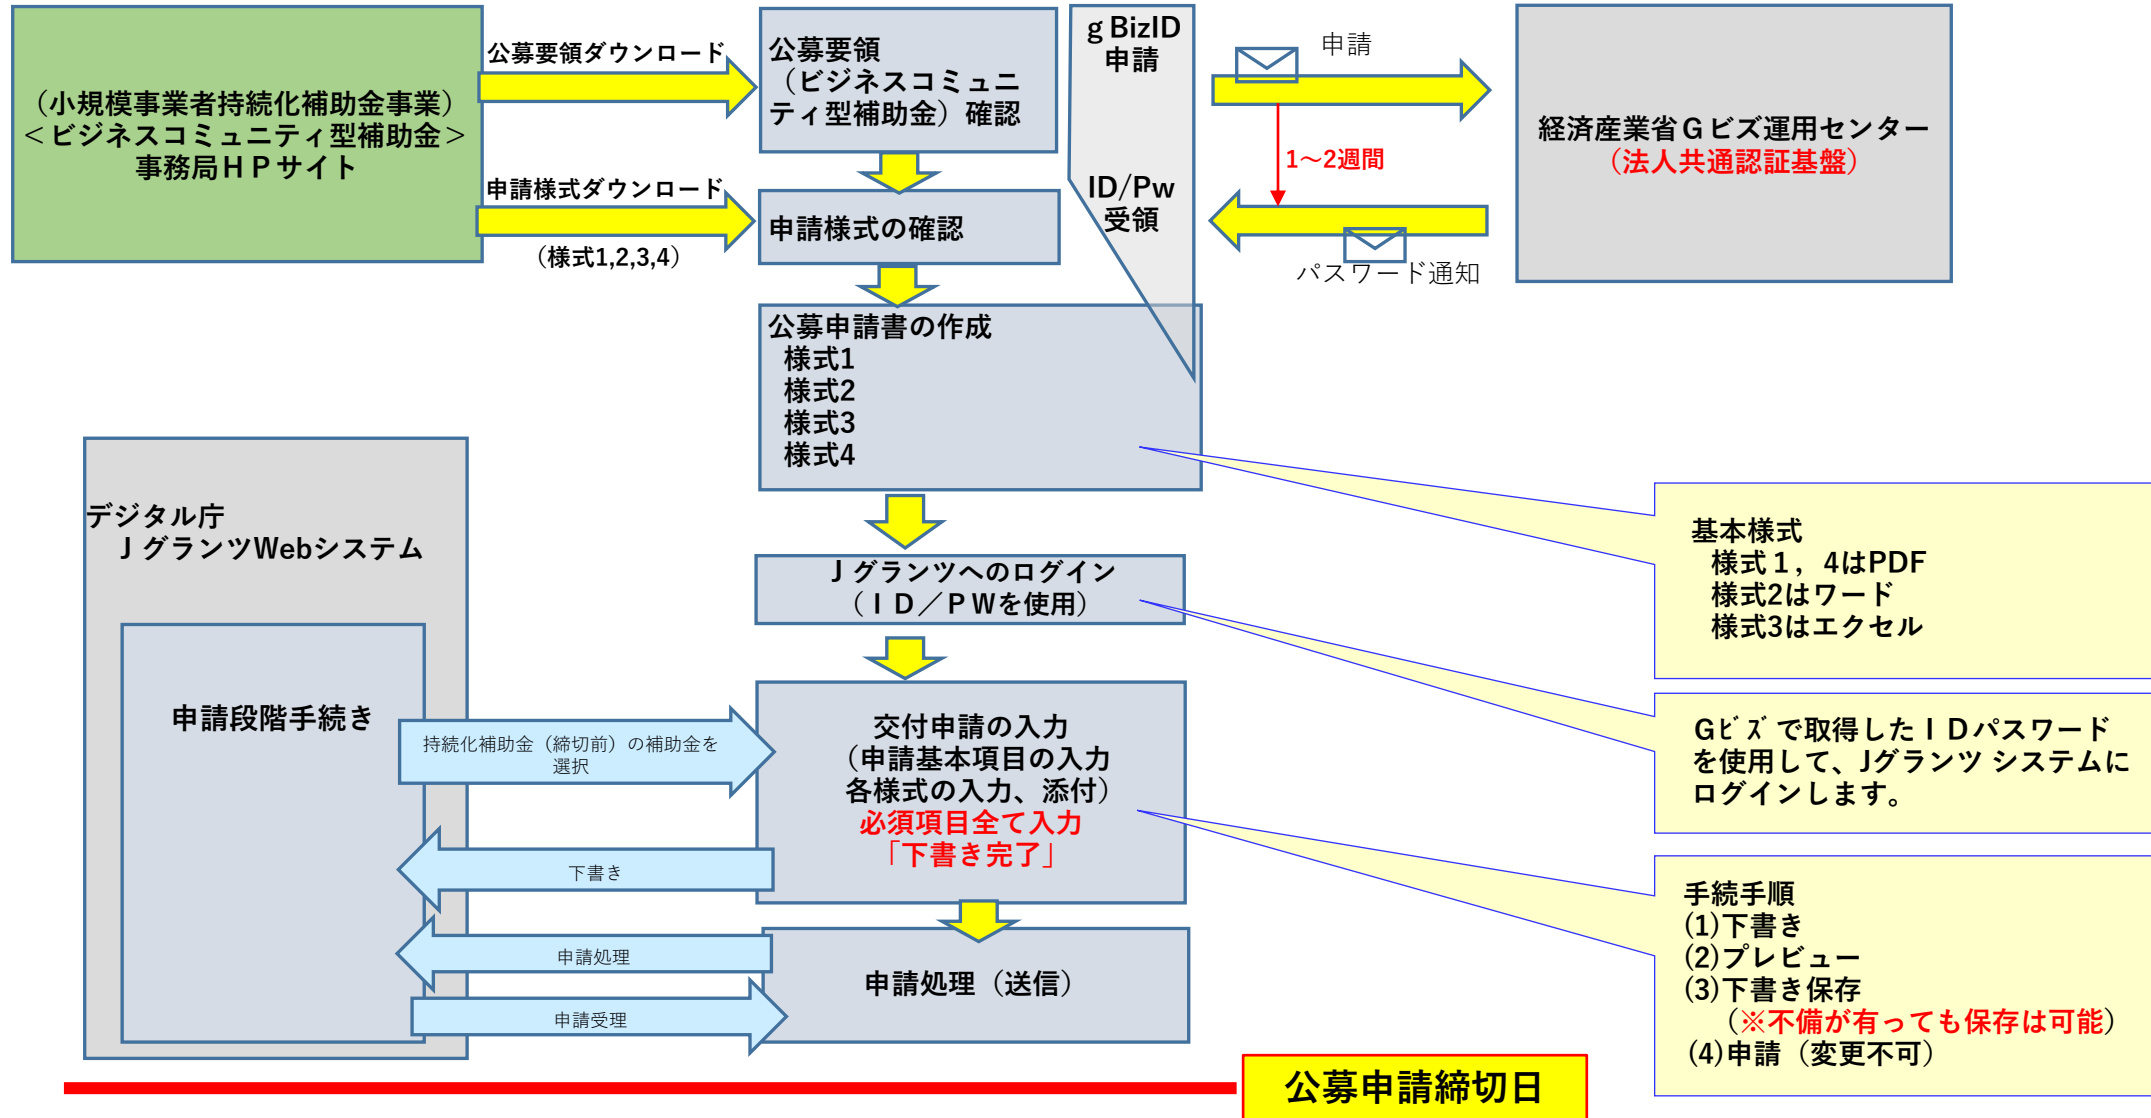 （小規模事業者持続化補助金事業）
＜ビジネスコミュニティ型補助金＞
事務局ＨＰサイト
公募要領ダウンロード
申請様式ダウンロード
（様式1,2,3,4）
公募要領
（ビジネスコミュニ
ティ型補助金）確認
申請様式の確認
公募申請書の作成
様式1
様式2
様式3
様式4
ｇBizID
申請
ID/Pw
受領
申請
1～2週間
パスワード通知
経済産業省Ｇビズ運用センター
（法人共通認証基盤）
デジタル庁
ＪグランツWebシステム
申請段階手続き
Ｊグランツへのログイン
（ＩＤ／ＰＷを使用）
持続化補助金（締切前）の補助金を
選択
交付申請の入力
（申請基本項目の入力
各様式の入力、添付）
必須項目全て入力
「下書き完了」
下書き
申請処理
申請受理
申請処理（送信）
基本様式
様式１，4はPDF
様式2はワード
様式3はエクセル
Gﾋﾞｽﾞで取得したＩＤパスワード
を使用して、Jグランツ システムに
ログインします。
手続手順
(1)下書き
(2)プレビュー
(3)下書き保存
（※不備が有っても保存は可能）
(4)申請（変更不可）
公募申請締切日